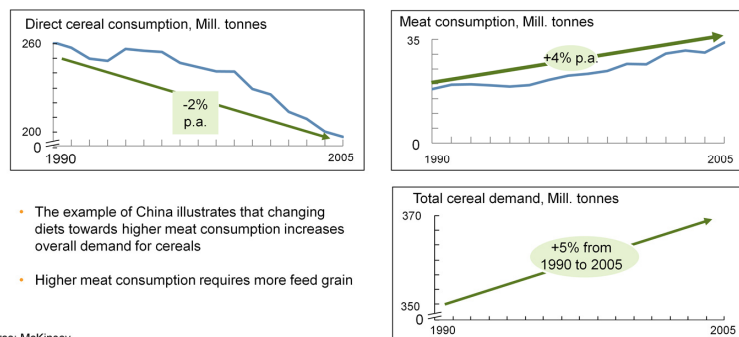 Direct cereal consumption, Mill. tonnes
260
-2%
p.a.
200
0
1990
2005
Meat consumption, Mill. tonnes
35
+4% p.a.
0
1990
2005
• The example of China illustrates that changing
diets towards higher meat consumption increases
overall demand for cereals
• Higher meat consumption requires more feed grain
Total cereal demand, Mill. tonnes
370
+5% from
1990 to 2005
350
0
1990
2005
McKinsey